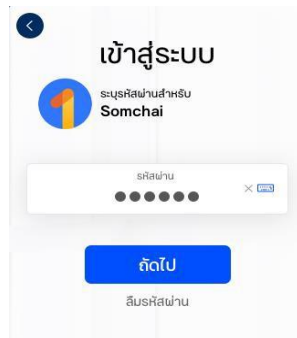 เข้าสู่ระบบ
ระบุรหัสผ่านสำหรับ
Somchai
รหัสผ่าน
ถัดไป
ลืมรหัสผ่าน